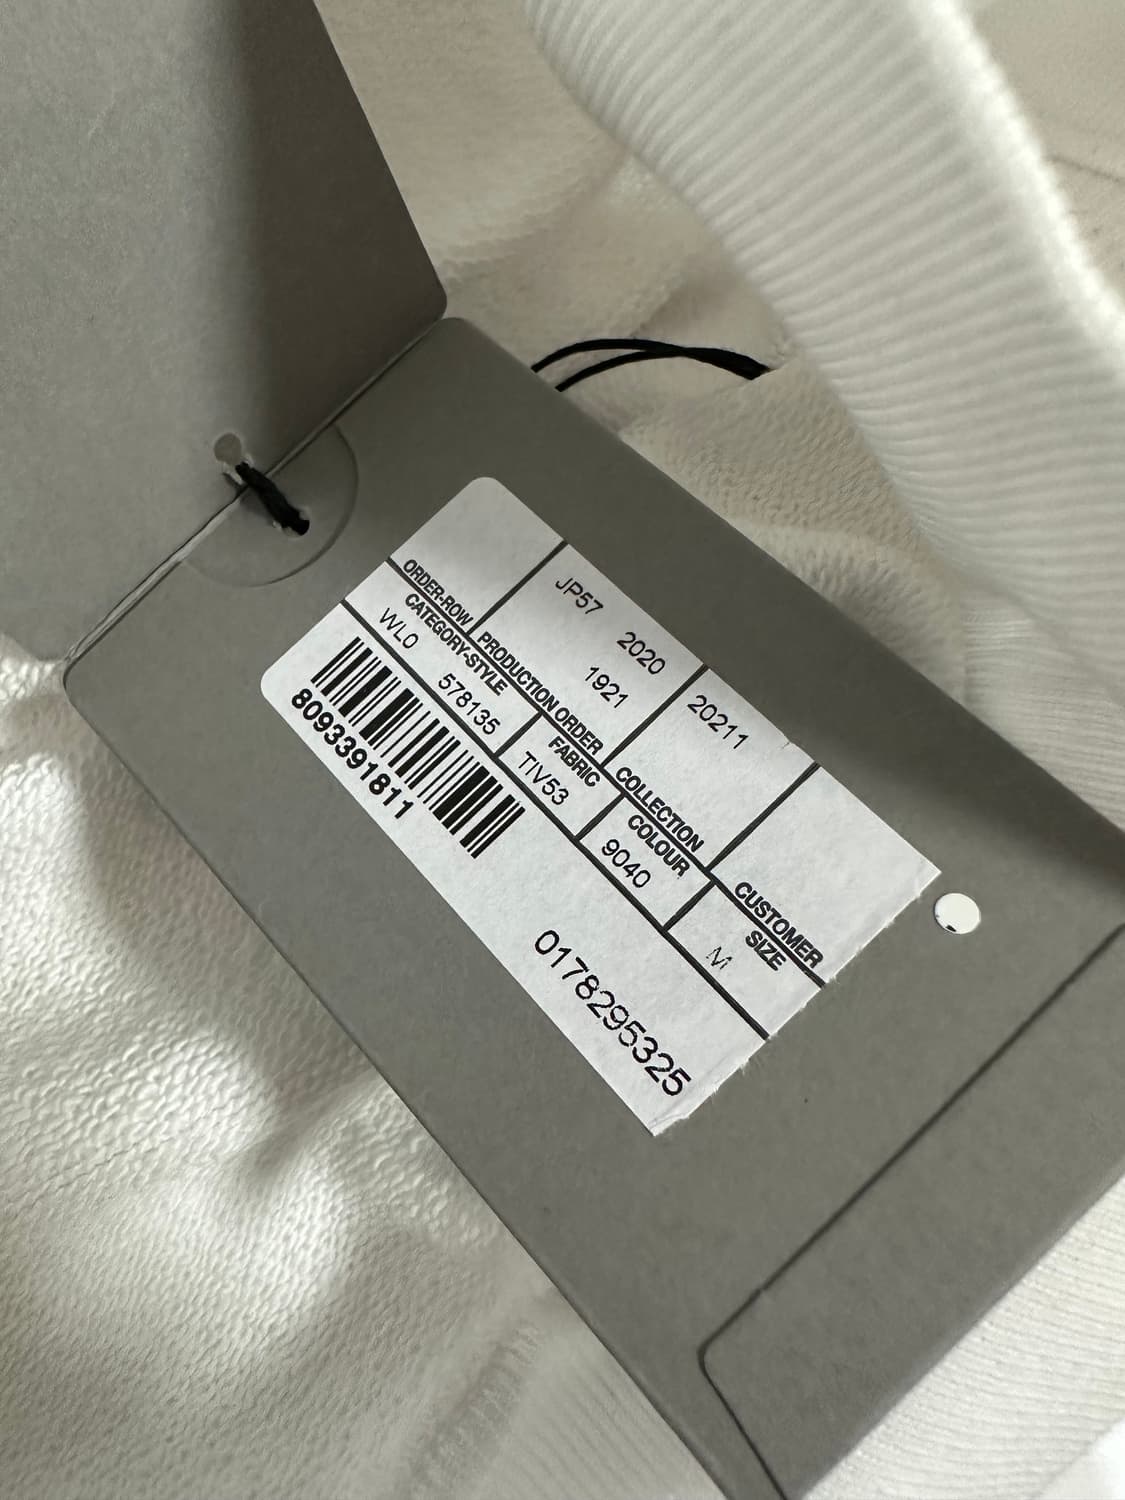 JP57 2020 20211
1921
ORDER-ROW PRODUCTION ORDER COLLECTION CUSTOMER
CATEGORY-STYLE FABRIC COLOUR SIZE
WL0 578135 TIV53 9040 M
8093391811
0178295325